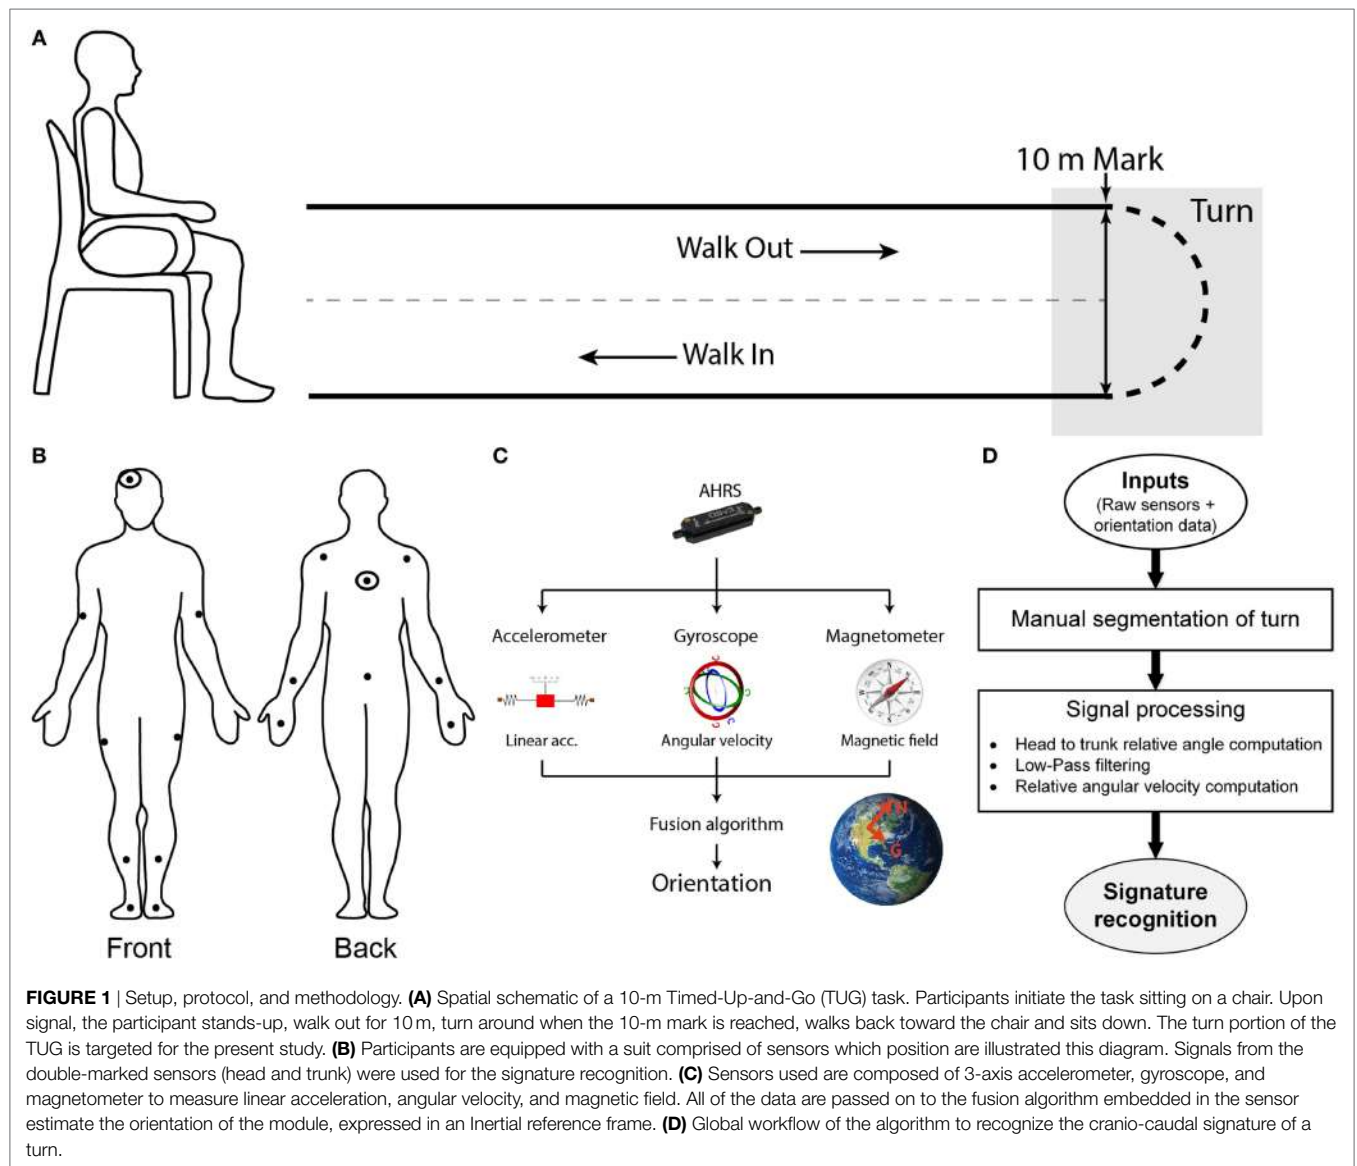 A
10 m Mark
Turn
Walk Out
Walk In
B
Front
Back
C
AHRS
Accelerometer
Gyroscope
Magnetometer
Linear acc.
Angular velocity
Magnetic field
Fusion algorithm
Orientation
N
G
D
Inputs
(Raw sensors +
orientation data)
Manual segmentation of turn
Signal processing
• Head to trunk relative angle computation
• Low-Pass filtering
• Relative angular velocity computation
Signature
recognition
FIGURE 1 | Setup, protocol, and methodology. (A) Spatial schematic of a 10-m Timed-Up-and-Go (TUG) task. Participants initiate the task sitting on a chair. Upon
signal, the participant stands-up, walk out for 10 m, turn around when the 10-m mark is reached, walks back toward the chair and sits down. The turn portion of the
TUG is targeted for the present study. (B) Participants are equipped with a suit comprised of sensors which position are illustrated this diagram. Signals from the
double-marked sensors (head and trunk) were used for the signature recognition. (C) Sensors used are composed of 3-axis accelerometer, gyroscope, and
magnetometer to measure linear acceleration, angular velocity, and magnetic field. All of the data are passed on to the fusion algorithm embedded in the sensor
estimate the orientation of the module, expressed in an Inertial reference frame. (D) Global workflow of the algorithm to recognize the cranio-caudal signature of a
turn.